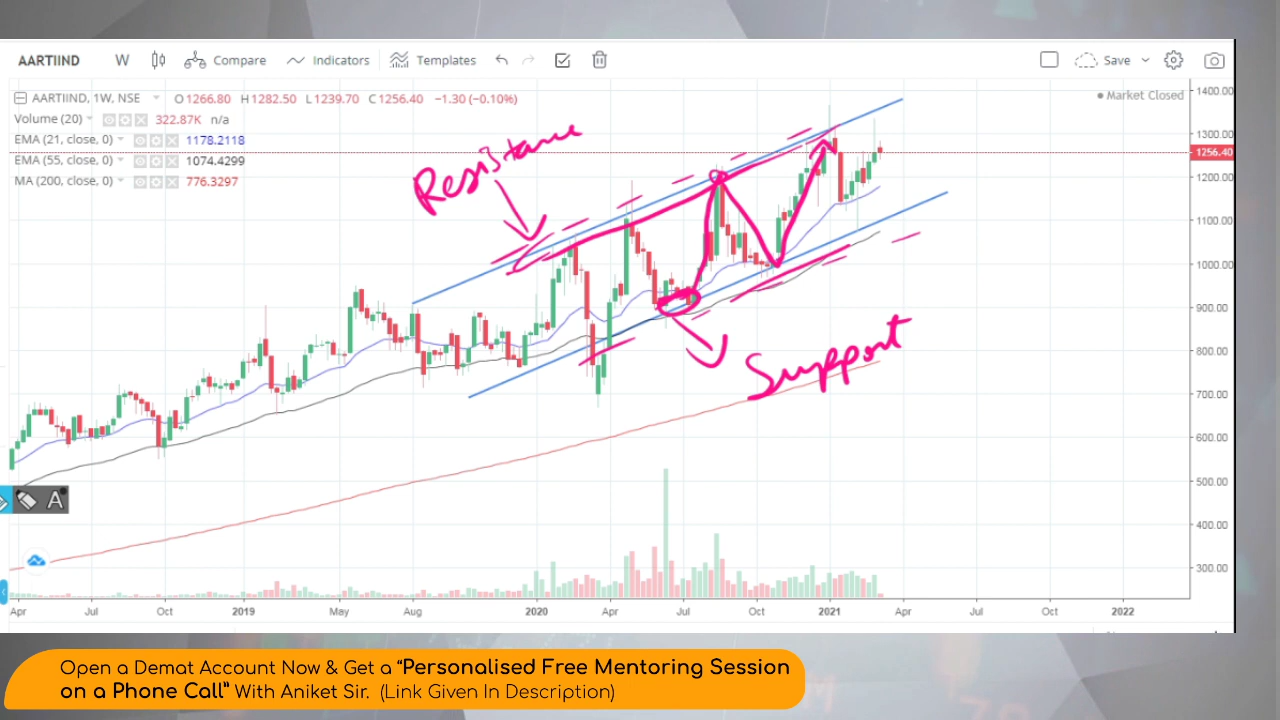 AARTIIND W Compare Indicators Templates Save
AARTIIND, 1W, NSE O1266.80 H1282.50 L1239.70 C1256.40 −1.30 (−0.10%)
Market Closed
Volume (20) 322.87K n/a
EMA (21, close, 0) 1178.2118
EMA (55, close, 0) 1074.4299
MA (200, close, 0) 776.3297
Resistance
Support
1400.00
1300.00
1256.40
1200.00
1100.00
1000.00
900.00
800.00
700.00
600.00
500.00
400.00
300.00
A
Apr Jul Oct 2019 May Aug 2020 Apr Jul Oct 2021 Apr Jul Oct 2022
Open a Demat Account Now & Get a “Personalised Free Mentoring Session
on a Phone Call” With Aniket Sir. (Link Given In Description)